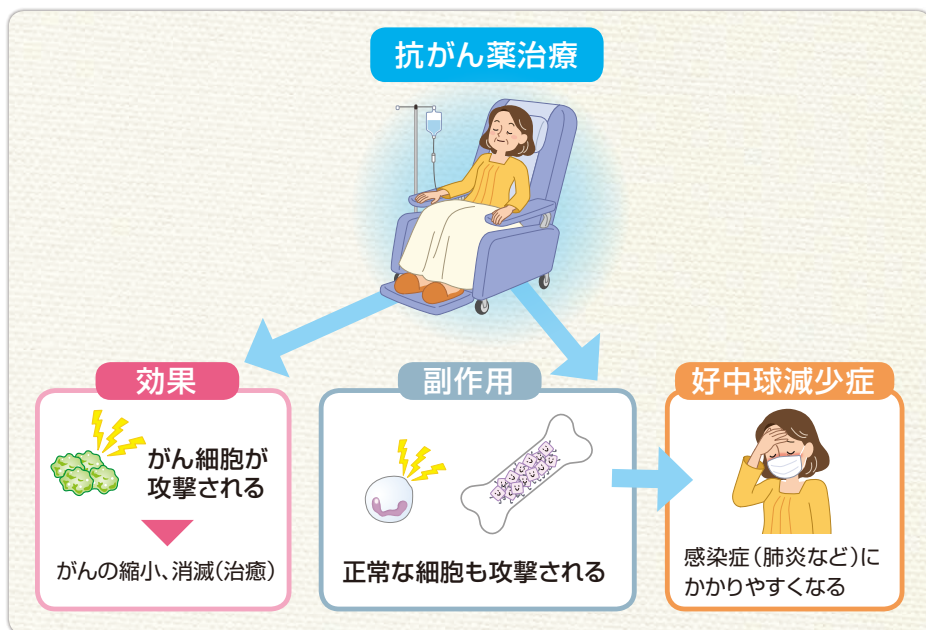 抗がん薬治療
効果
がん細胞が
攻撃される
がんの縮小、消滅(治癒)
副作用
正常な細胞も攻撃される
好中球減少症
感染症(肺炎など)に
かかりやすくなる